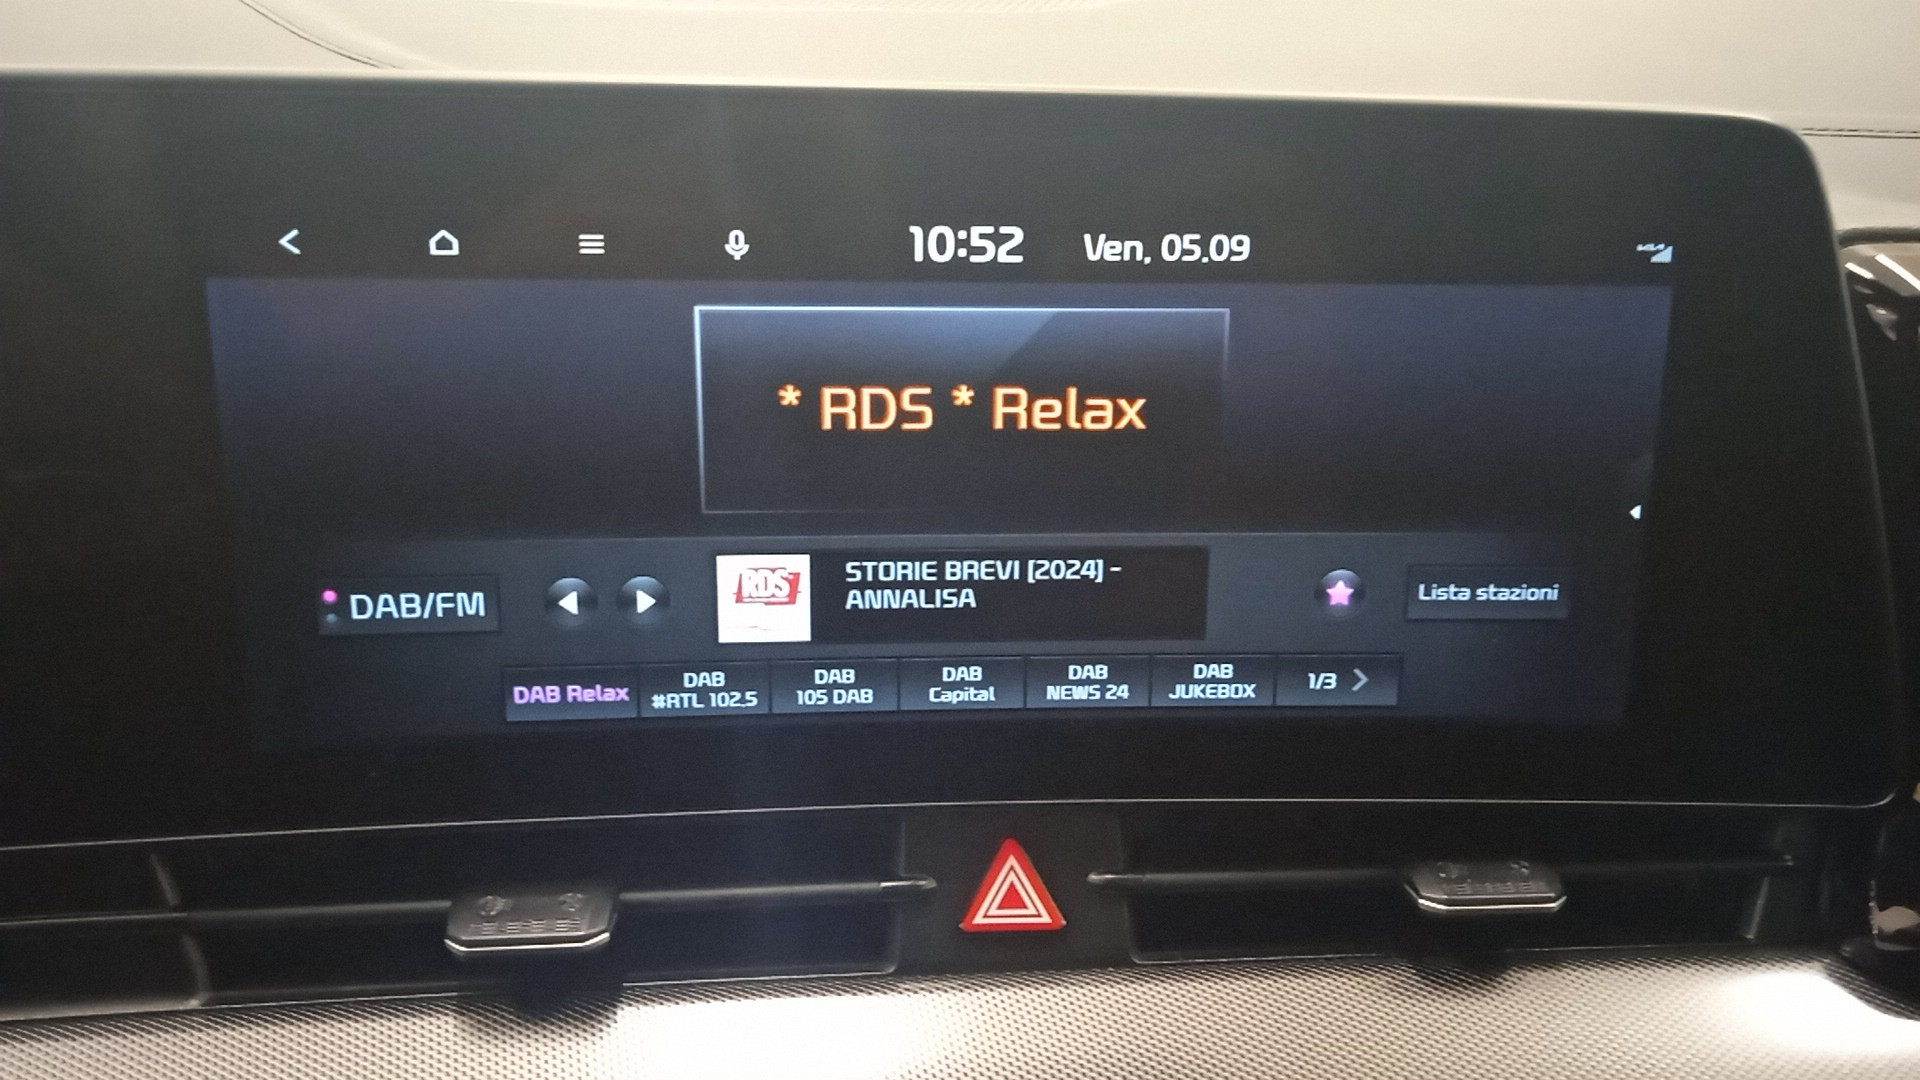 10:52 Ven, 05.09
* RDS * Relax
DAB/FM
RDS
STORIE BREVI [2024] -
ANNALISA
Lista stazioni
DAB Relax
DAB
#RTL 102.5
DAB
105 DAB
DAB
Capital
DAB
NEWS 24
DAB
JUKEBOX
1/3